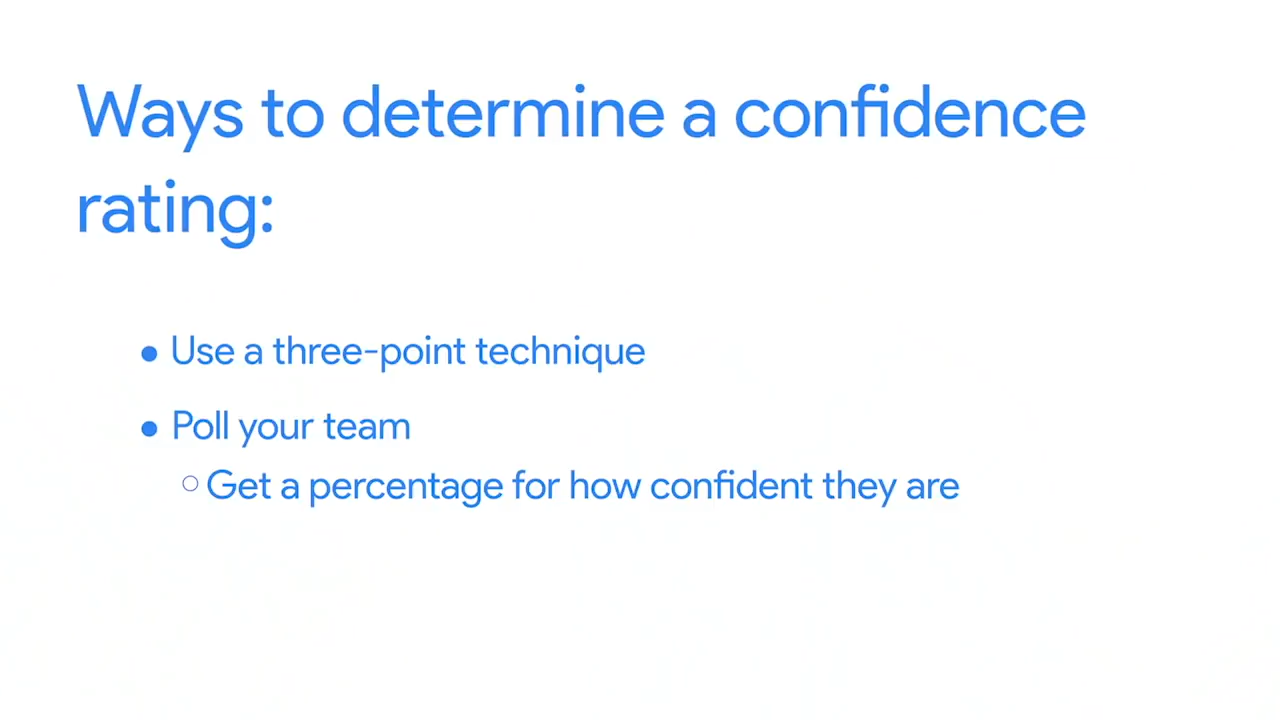 Ways to determine a confidence
rating:
● Use a three-point technique
● Poll your team
○ Get a percentage for how confident they are